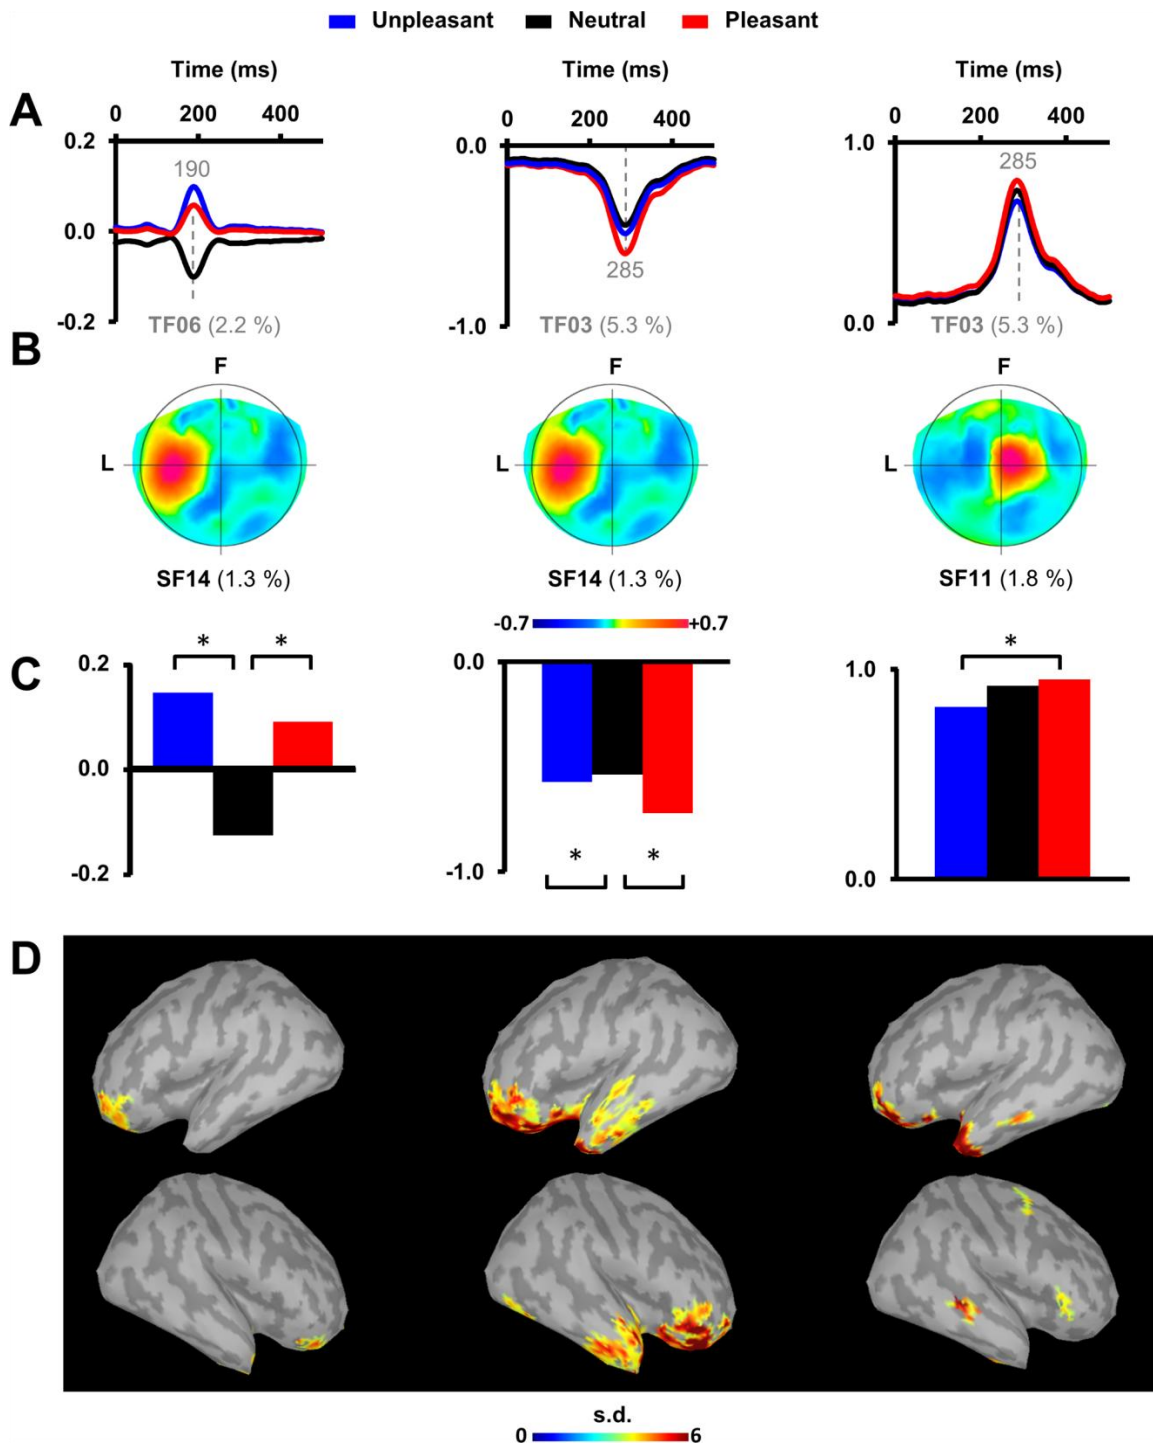 Unpleasant Neutral Pleasant
A
Time (ms) Time (ms) Time (ms)
0 200 400 0 200 400 0 200 400
0.2 0.0 1.0
190 285
0.0
285
-0.2 -1.0 0.0
TF06 (2.2 %) TF03 (5.3 %) TF03 (5.3 %)
B
F F F
L L L
SF14 (1.3 %) SF14 (1.3 %) SF11 (1.8 %)
-0.7 +0.7
C
* * *
0.2 0.0 1.0
0.0
* *
-0.2 -1.0 0.0
D
s.d.
0 6